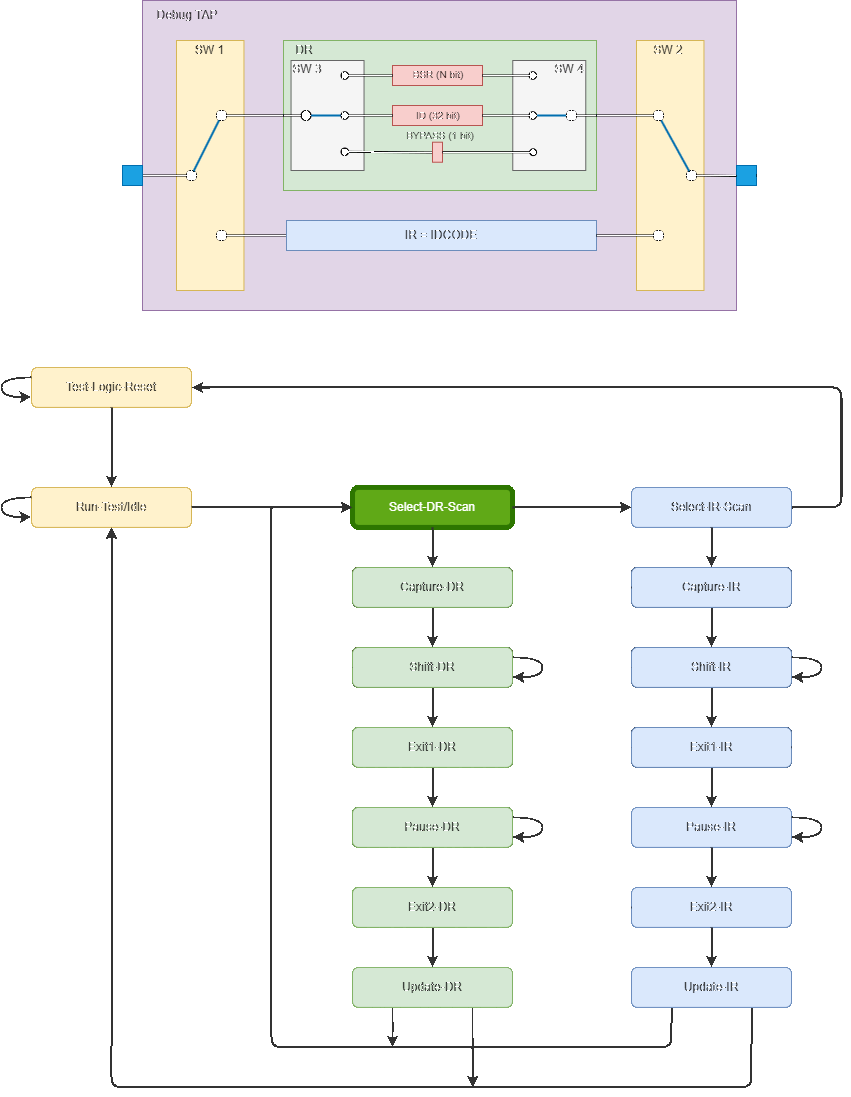 Debug TAP
SW 1
DR
SW 2
SW 3
BSR (N bit)
SW 4
ID (32 bit)
BYPASS (1 bit)
IR = IDCODE
Test-Logic-Reset
Run-Test/Idle
Select-DR-Scan
Select-IR-Scan
Capture-DR
Capture-IR
Shift-DR
Shift-IR
Exit1-DR
Exit1-IR
Pause-DR
Pause-IR
Exit2-DR
Exit2-IR
Update-DR
Update-IR